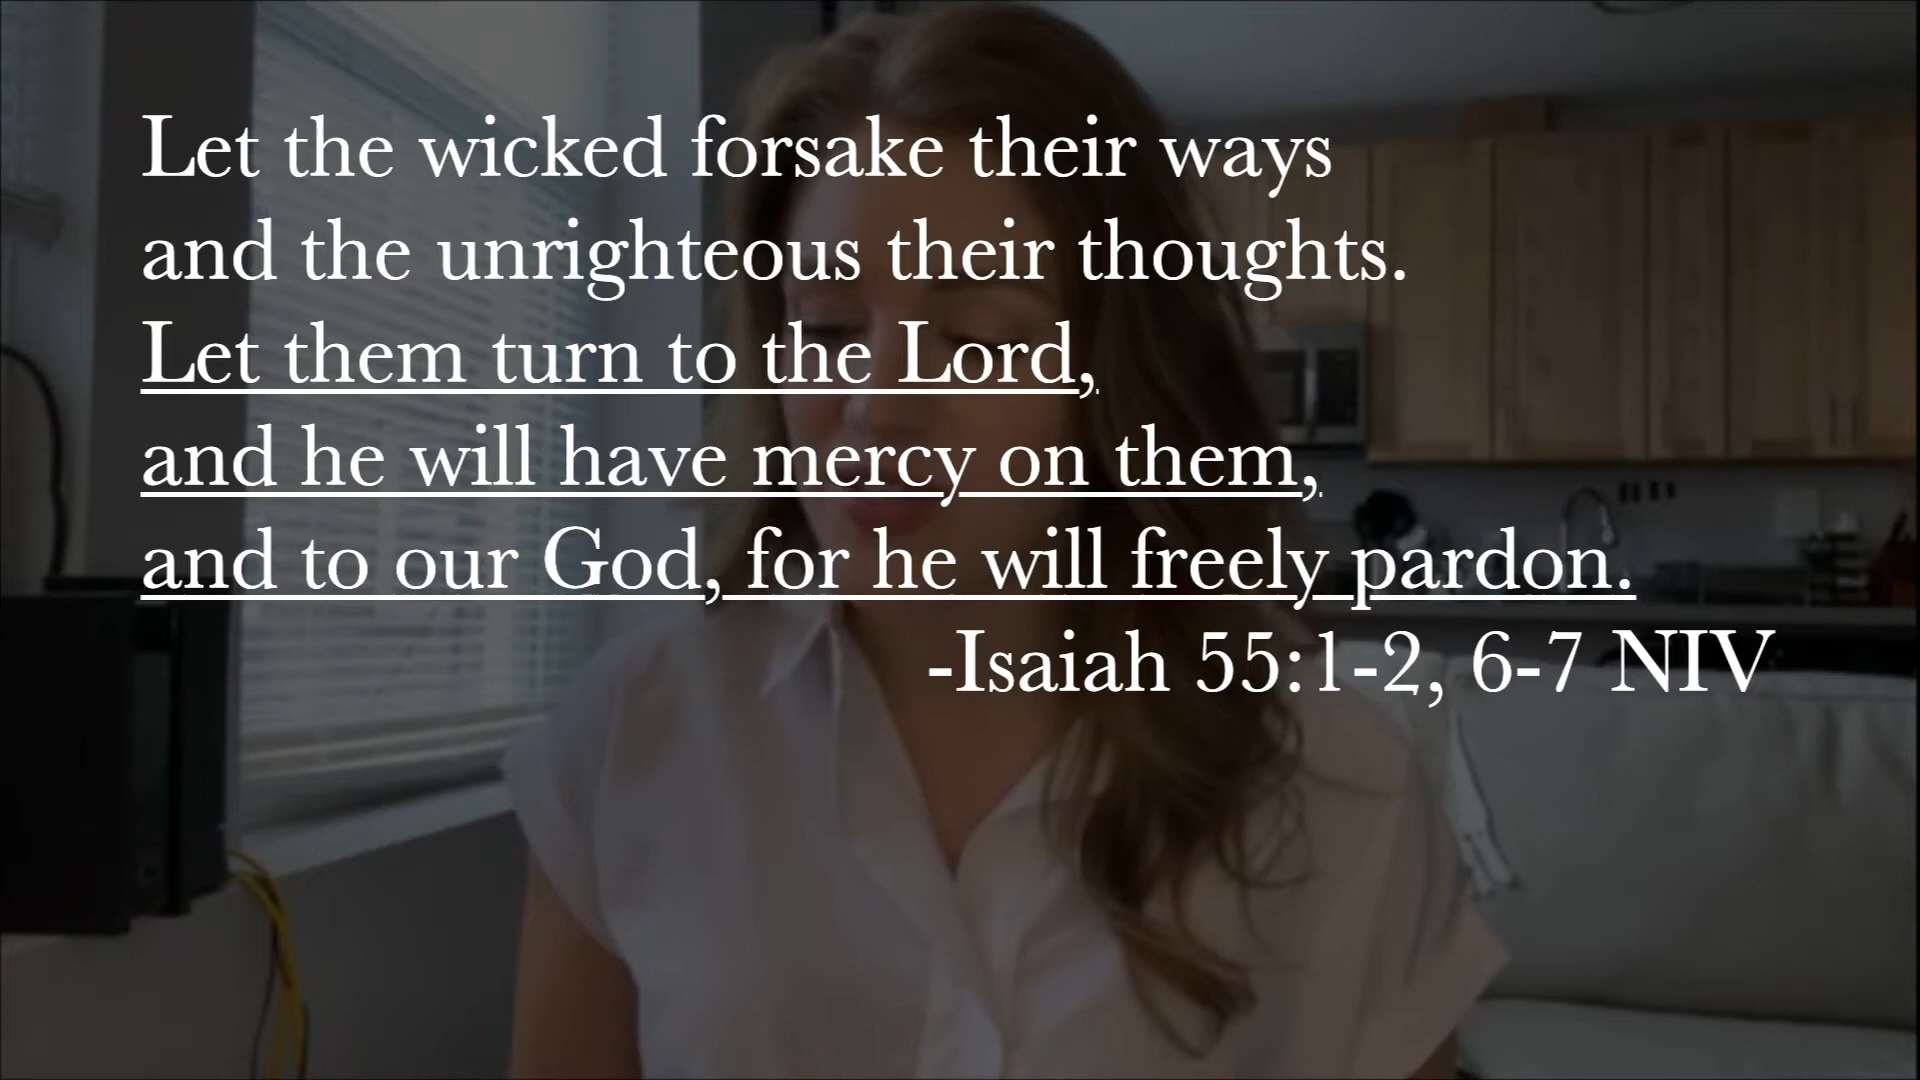 Let the wicked forsake their ways
and the unrighteous their thoughts.
Let them turn to the Lord,
and he will have mercy on them,
and to our God, for he will freely pardon.
-Isaiah 55:1-2, 6-7 NIV